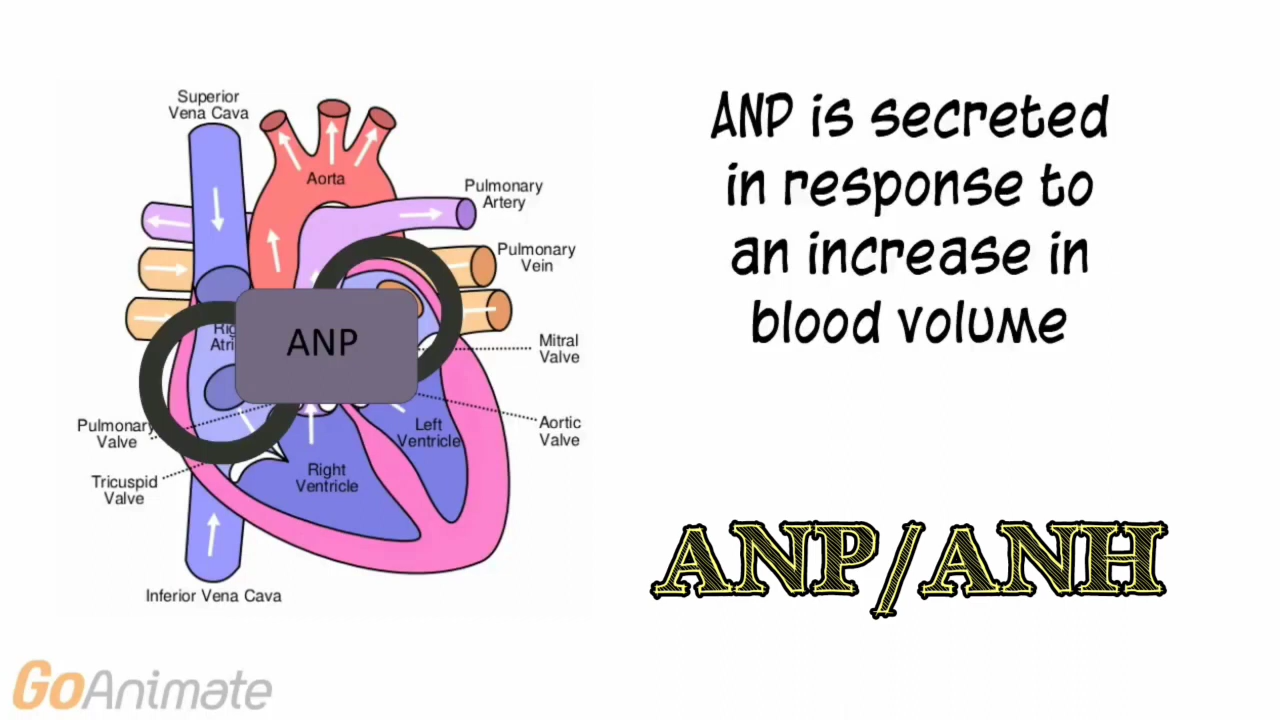 Superior
Vena Cava
Aorta
Pulmonary
Artery
Pulmonary
Vein
ANP
Mitral
Valve
Pulmonary
Valve
Left
Ventricle
Aortic
Valve
Tricuspid
Valve
Right
Ventricle
Inferior Vena Cava
ANP is secreted
in response to
an increase in
blood volume
ANP/ANH
GoAnimate